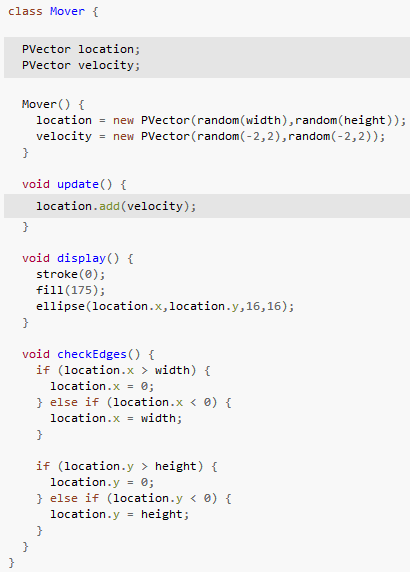 class Mover {
  PVector location;
  PVector velocity;
  Mover() {
    location = new PVector(random(width),random(height));
    velocity = new PVector(random(-2,2),random(-2,2));
  }
  void update() {
    location.add(velocity);
  }
  void display() {
    stroke(0);
    fill(175);
    ellipse(location.x,location.y,16,16);
  }
  void checkEdges() {
    if (location.x > width) {
      location.x = 0;
    } else if (location.x < 0) {
      location.x = width;
    }
    if (location.y > height) {
      location.y = 0;
    } else if (location.y < 0) {
      location.y = height;
    }
  }
}